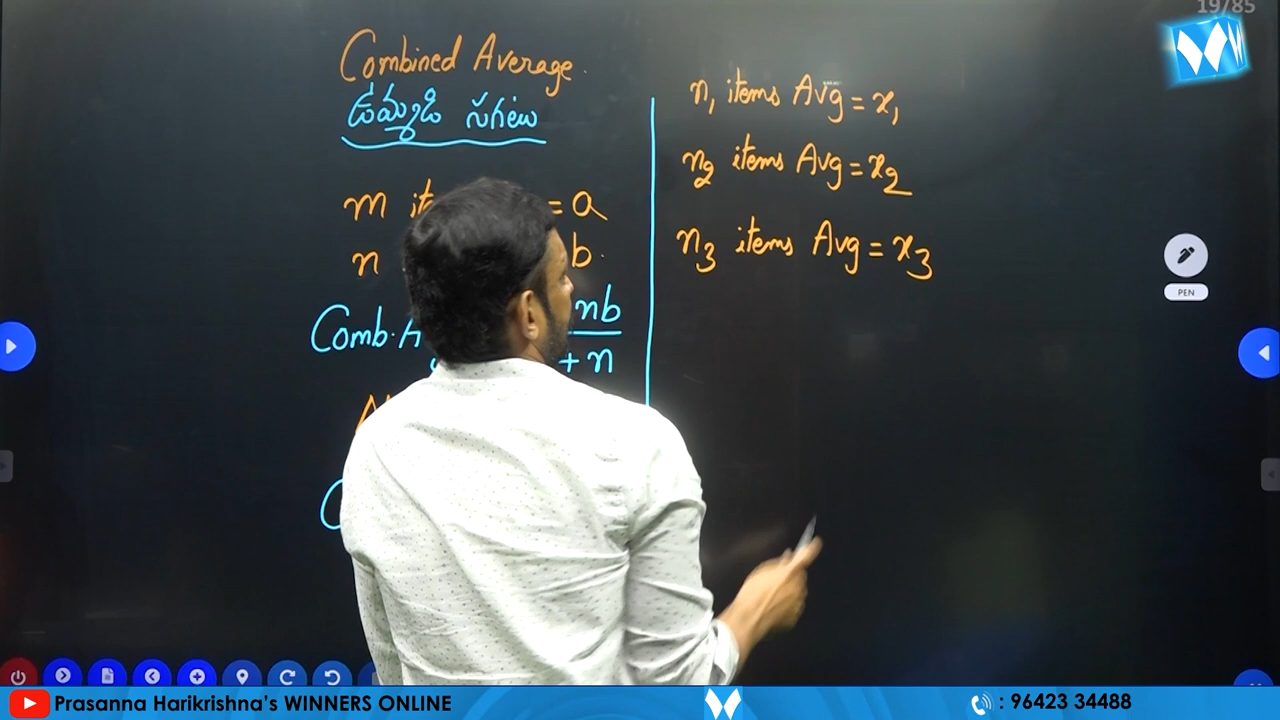 19/85
Combined Average.
ఉమ్మడి సగటు
m = a
n b.
Comb. nb
+ n
n₁ items Avg = x₁
n₂ items Avg = x₂
n₃ items Avg = x₃
PEN
Prasanna Harikrishna's WINNERS ONLINE
: 96423 34488